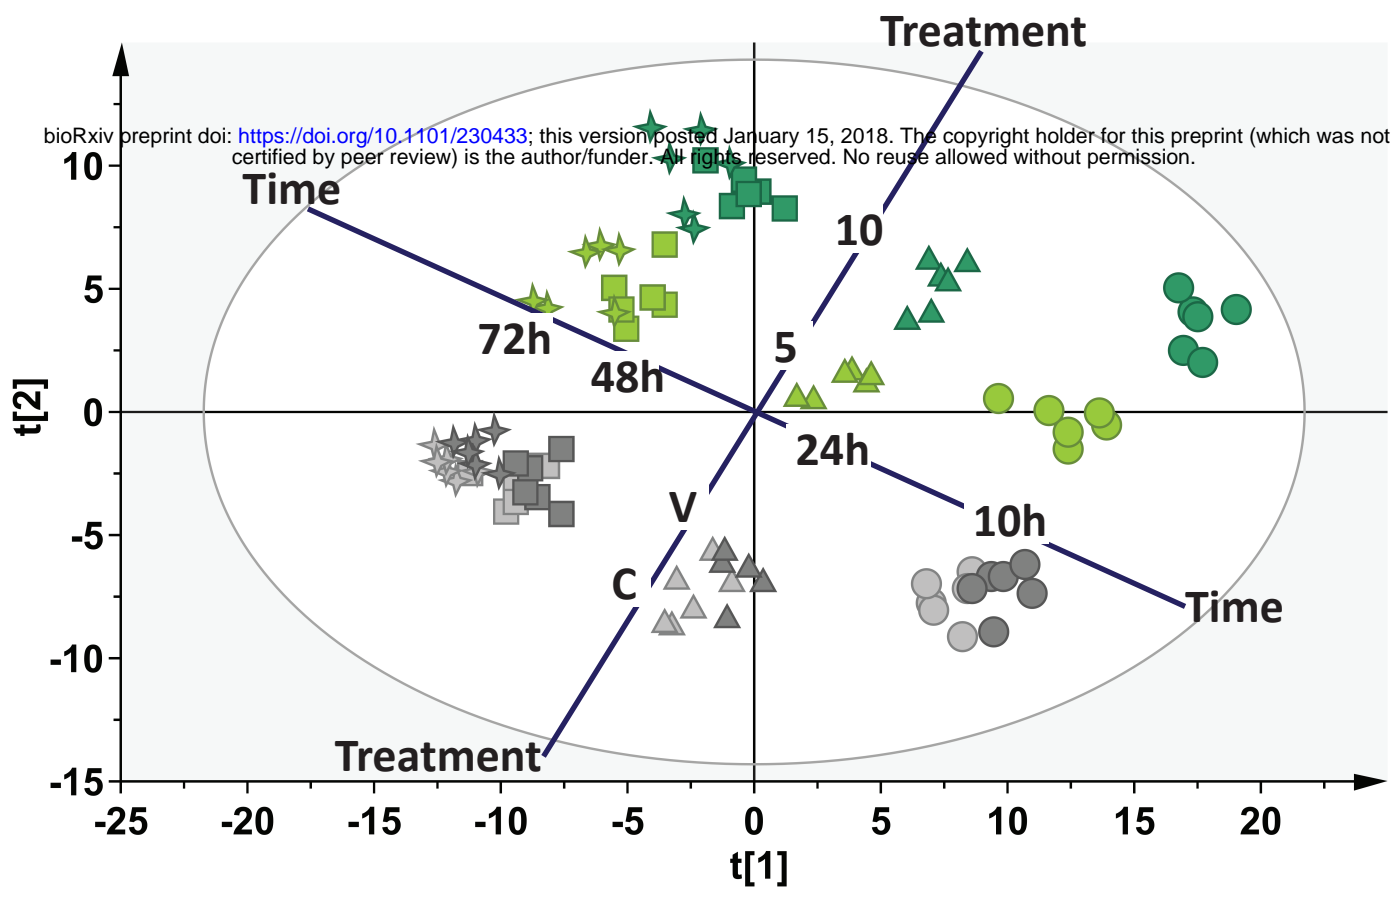 Treatment
bioRxiv preprint doi: https://doi.org/10.1101/230433; this version posted January 15, 2018. The copyright holder for this preprint (which was not
certified by peer review) is the author/funder. All rights reserved. No reuse allowed without permission.
10
Time
10
5
5
72h
48h
t[2]
0
24h
V
-5
10h
C
Time
-10
Treatment
-15
-25 -20 -15 -10 -5 0 5 10 15 20
t[1]